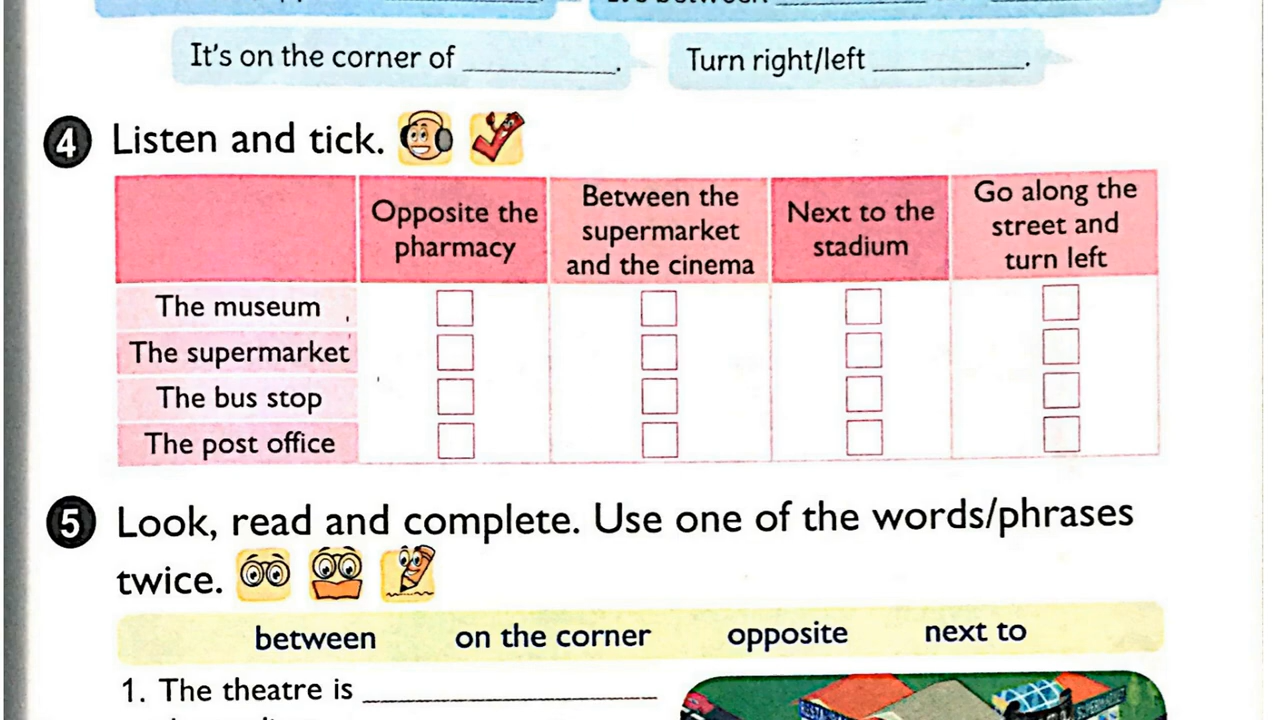 It's on the corner of __________.
Turn right/left __________.
4 Listen and tick.
Opposite the pharmacy
Between the supermarket and the cinema
Next to the stadium
Go along the street and turn left
The museum
The supermarket
The bus stop
The post office
5 Look, read and complete. Use one of the words/phrases
twice.
between on the corner opposite next to
1. The theatre is __________